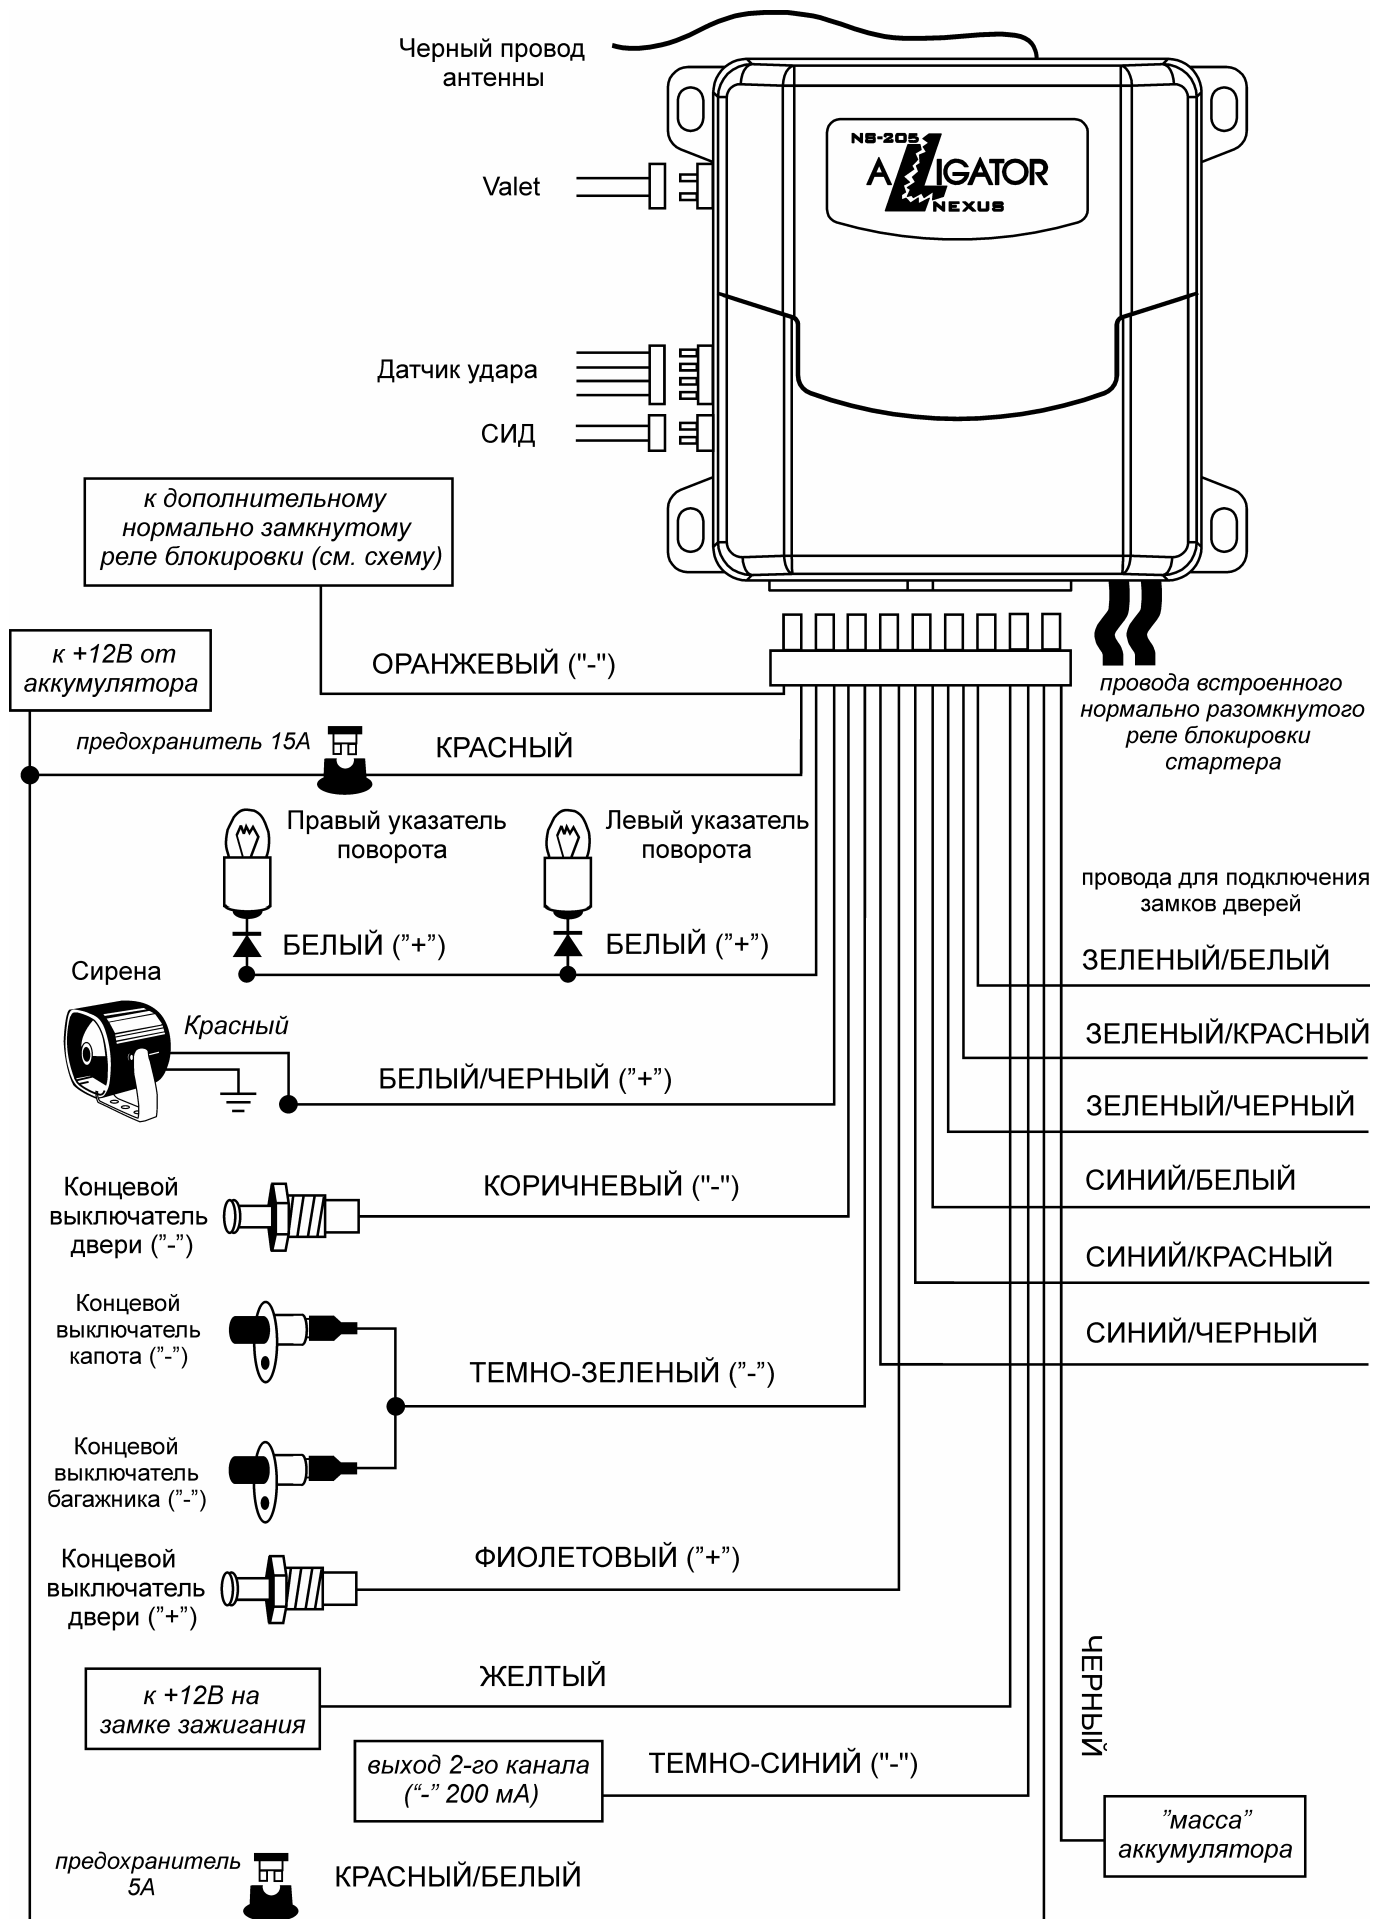 Черный провод
антенны
NS-205
ALLIGATOR
NEXUS
Valet
Датчик удара
СИД
к дополнительному
нормально замкнутому
реле блокировки (см. схему)
ОРАНЖЕВЫЙ ("-")
к +12В от
аккумулятора
провода встроенного
нормально разомкнутого
реле блокировки
стартера
предохранитель 15А
КРАСНЫЙ
Правый указатель
поворота
Левый указатель
поворота
провода для подключения
замков дверей
БЕЛЫЙ (”+”)
БЕЛЫЙ (”+”)
ЗЕЛЕНЫЙ/БЕЛЫЙ
Сирена
Красный
ЗЕЛЕНЫЙ/КРАСНЫЙ
БЕЛЫЙ/ЧЕРНЫЙ (”+”)
ЗЕЛЕНЫЙ/ЧЕРНЫЙ
КОРИЧНЕВЫЙ ("-")
СИНИЙ/БЕЛЫЙ
Концевой
выключатель
двери (”-”)
СИНИЙ/КРАСНЫЙ
Концевой
выключатель
капота (”-”)
СИНИЙ/ЧЕРНЫЙ
ТЕМНО-ЗЕЛЕНЫЙ (”-”)
Концевой
выключатель
багажника (”-”)
ФИОЛЕТОВЫЙ (”+”)
Концевой
выключатель
двери (”+”)
ЖЕЛТЫЙ
к +12В на
замке зажигания
ЧЕРНЫЙ
выход 2-го канала
(“-” 200 мА)
ТЕМНО-СИНИЙ ("-")
”масса”
аккумулятора
предохранитель
5А
КРАСНЫЙ/БЕЛЫЙ